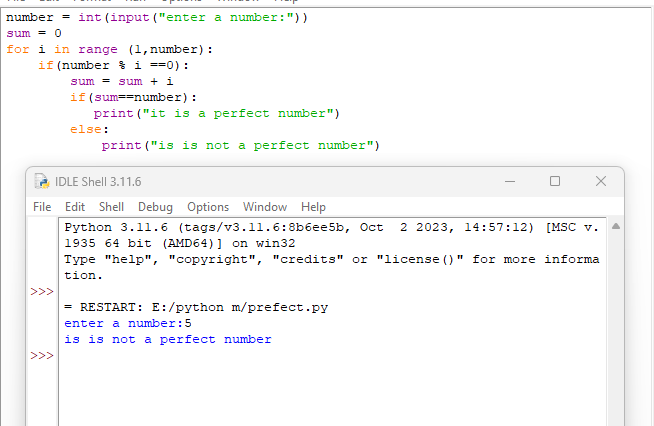 number = int(input("enter a number:"))
sum = 0
for i in range (1,number):
    if(number % i ==0):
        sum = sum + i
        if(sum==number):
           print("it is a perfect number")
        else:
            print("is is not a perfect number")
IDLE Shell 3.11.6
File Edit Shell Debug Options Window Help
Python 3.11.6 (tags/v3.11.6:8b6ee5b, Oct  2 2023, 14:57:12) [MSC v.
1935 64 bit (AMD64)] on win32
Type "help", "copyright", "credits" or "license()" for more informa
tion.
>>>
= RESTART: E:/python m/prefect.py
enter a number:5
is is not a perfect number
>>>